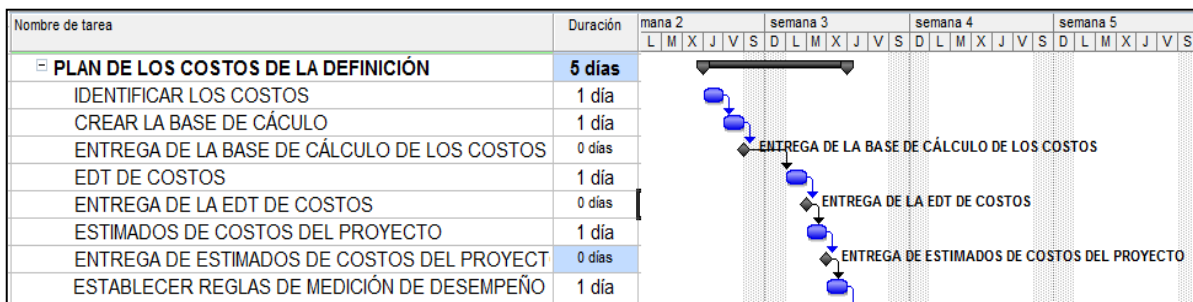 Nombre de tarea Duración mana 2 semana 3 semana 4 semana 5
L M X J V S D L M X J V S D L M X J V S D L M X J V S
PLAN DE LOS COSTOS DE LA DEFINICIÓN 5 días
IDENTIFICAR LOS COSTOS 1 día
CREAR LA BASE DE CÁCULO 1 día
ENTREGA DE LA BASE DE CÁLCULO DE LOS COSTOS 0 días ENTREGA DE LA BASE DE CÁLCULO DE LOS COSTOS
EDT DE COSTOS 1 día
ENTREGA DE LA EDT DE COSTOS 0 días ENTREGA DE LA EDT DE COSTOS
ESTIMADOS DE COSTOS DEL PROYECTO 1 día
ENTREGA DE ESTIMADOS DE COSTOS DEL PROYECT 0 días ENTREGA DE ESTIMADOS DE COSTOS DEL PROYECTO
ESTABLECER REGLAS DE MEDICIÓN DE DESEMPEÑO 1 día